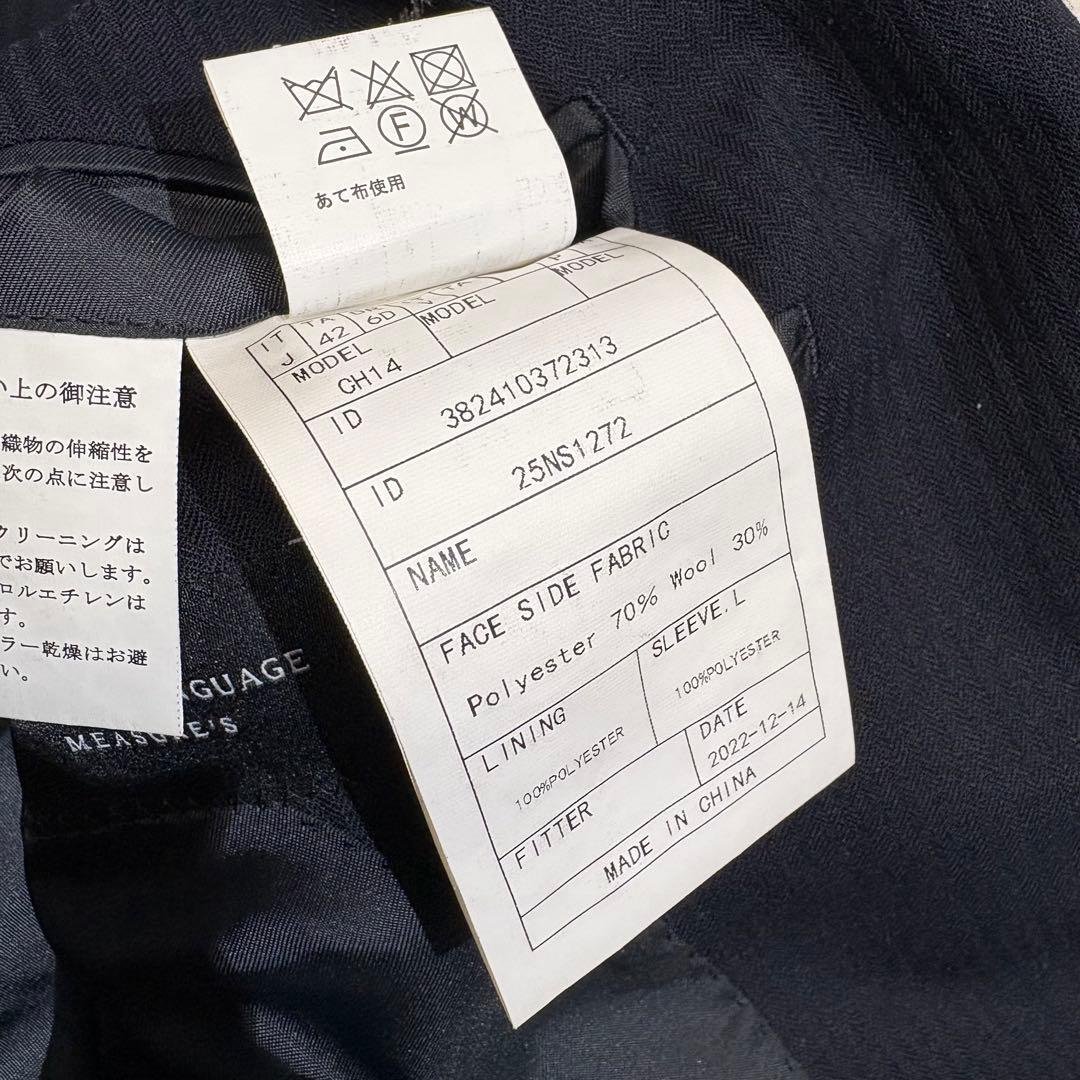 F
W
あて布使用
IT
J
42
6D
MODEL
CH14
MODEL
MODEL
ID 382410372313
ID 25NS1272
NAME
FACE SIDE FABRIC
Polyester 70% Wool 30%
LINING
100%POLYESTER
SLEEVE.L
100%POLYESTER
FITTER
DATE
2022-12-14
MADE IN CHINA
い上の御注意
織物の伸縮性を
次の点に注意し
クリーニングは
でお願いします。
ロルエチレンは
す。
ラー乾燥はお避
い。
GUAGE
MEASURE'S